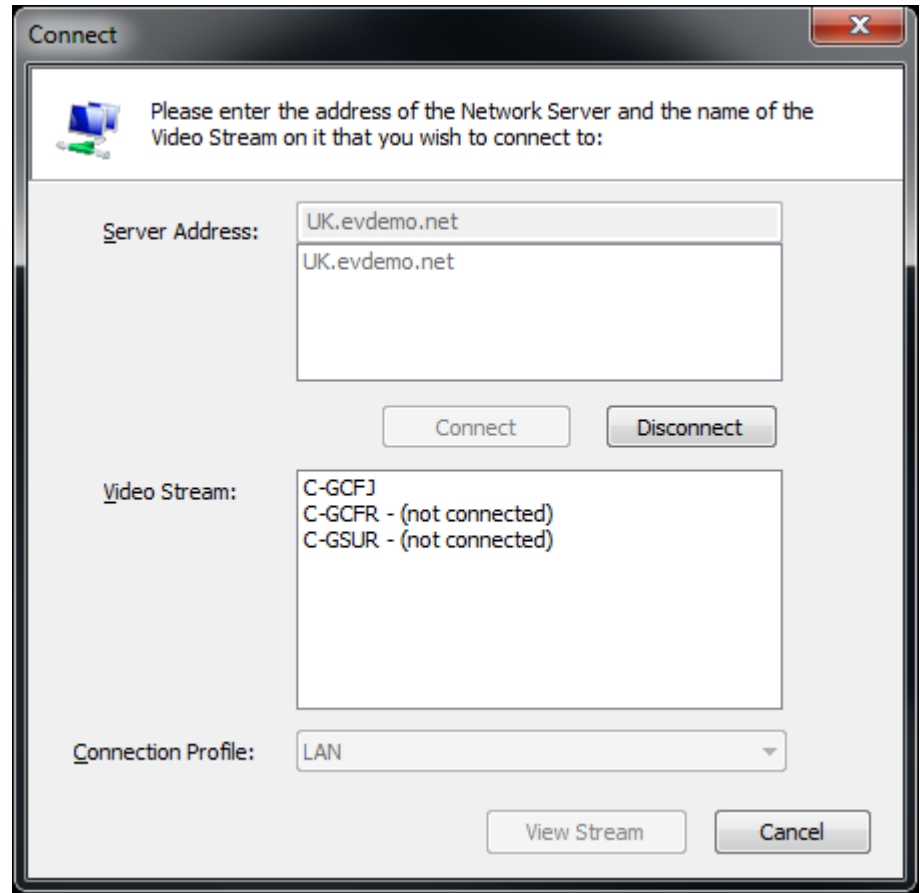 Connect
Please enter the address of the Network Server and the name of the
Video Stream on it that you wish to connect to:
Server Address:
UK.evdemo.net
UK.evdemo.net
Connect
Disconnect
Video Stream:
C-GCFJ
C-GCFR - (not connected)
C-GSUR - (not connected)
Connection Profile:
LAN
View Stream
Cancel